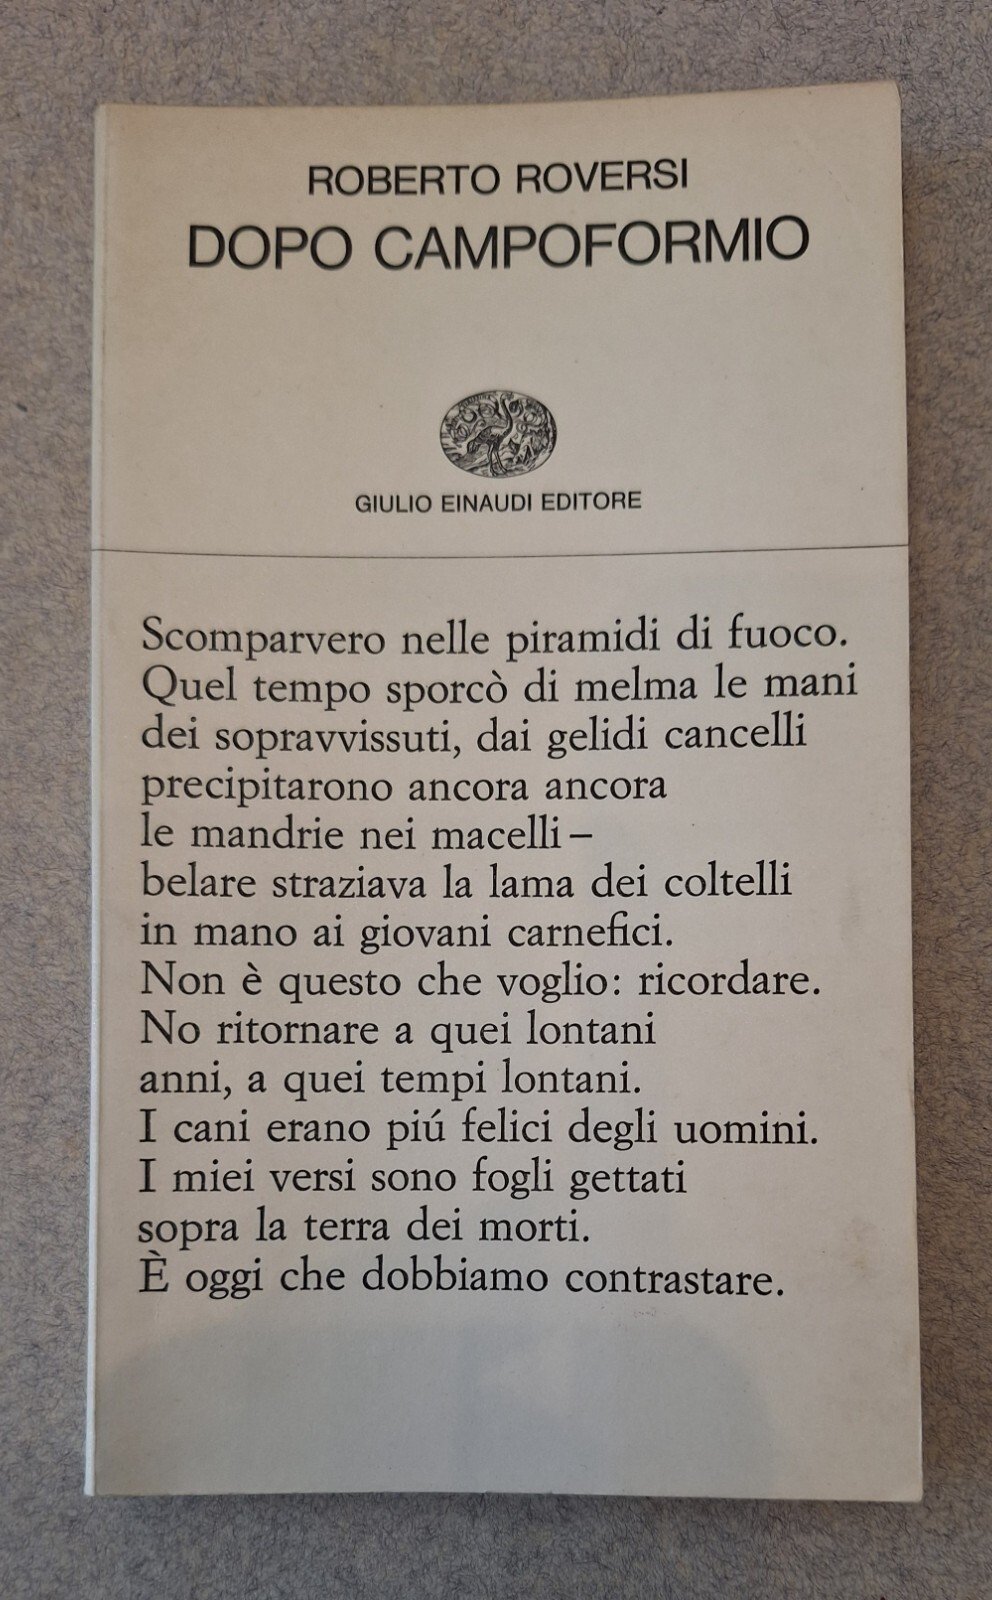 ROBERTO ROVERSI
DOPO CAMPOFORMIO
GIULIO EINAUDI EDITORE
Scomparvero nelle piramidi di fuoco.
Quel tempo sporcò di melma le mani
dei sopravvissuti, dai gelidi cancelli
precipitarono ancora ancora
le mandrie nei macelli –
belare straziava la lama dei coltelli
in mano ai giovani carnefici.
Non è questo che voglio: ricordare.
No ritornare a quei lontani
anni, a quei tempi lontani.
I cani erano piú felici degli uomini.
I miei versi sono fogli gettati
sopra la terra dei morti.
È oggi che dobbiamo contrastare.